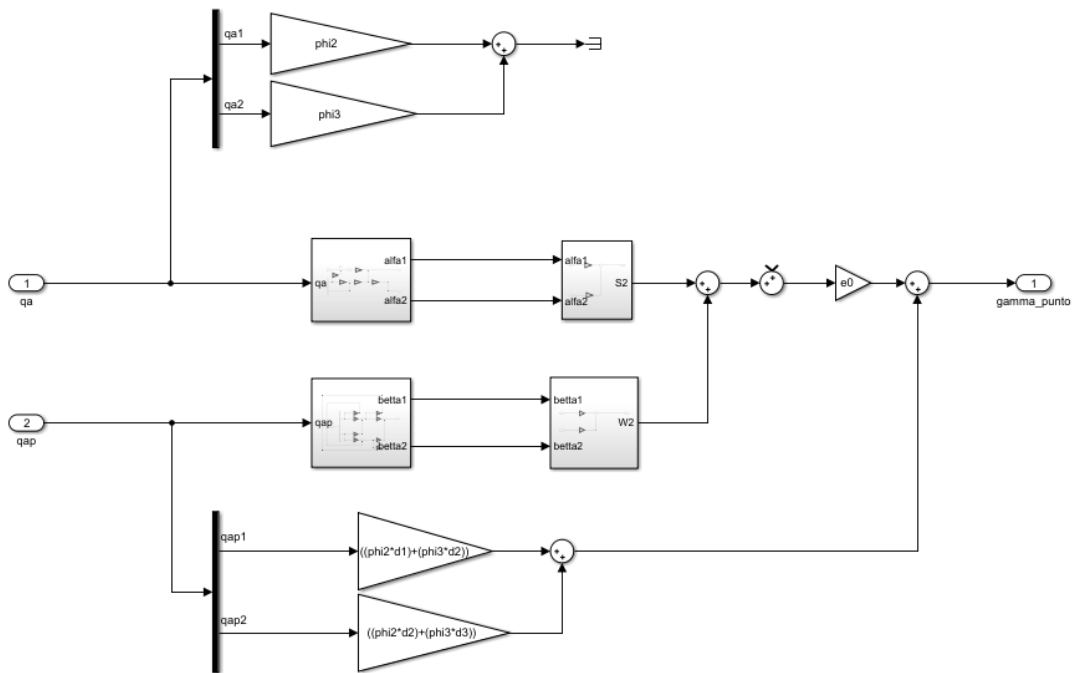 qa1
phi2
+
+
qa2
phi3
1
qa
qa
alfa1
alfa2
alfa1
alfa2
S2
+
+
+
+
e0
+
+
1
gamma_punto
2
qap
qap
betta1
betta2
betta1
betta2
W2
qap1
((phi2*d1)+(phi3*d2))
+
+
qap2
((phi2*d2)+(phi3*d3))